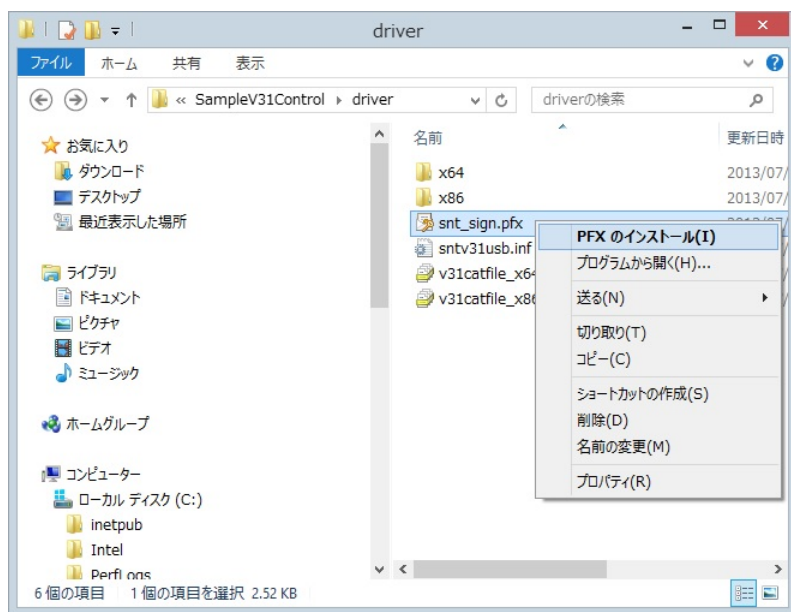 driver
ファイル ホーム 共有 表示
« SampleV31Control driver
driverの検索
お気に入り
ダウンロード
デスクトップ
最近表示した場所
ライブラリ
ドキュメント
ピクチャ
ビデオ
ミュージック
ホームグループ
コンピューター
ローカル ディスク (C:)
inetpub
Intel
PerfLogs
名前 更新日時
x64 2013/07/
x86 2013/07/
snt_sign.pfx
sntv31usb.inf
v31catfile_x64
v31catfile_x86
PFX のインストール(I)
プログラムから開く(H)...
送る(N)
切り取り(T)
コピー(C)
ショートカットの作成(S)
削除(D)
名前の変更(M)
プロパティ(R)
6 個の項目 1 個の項目を選択 2.52 KB